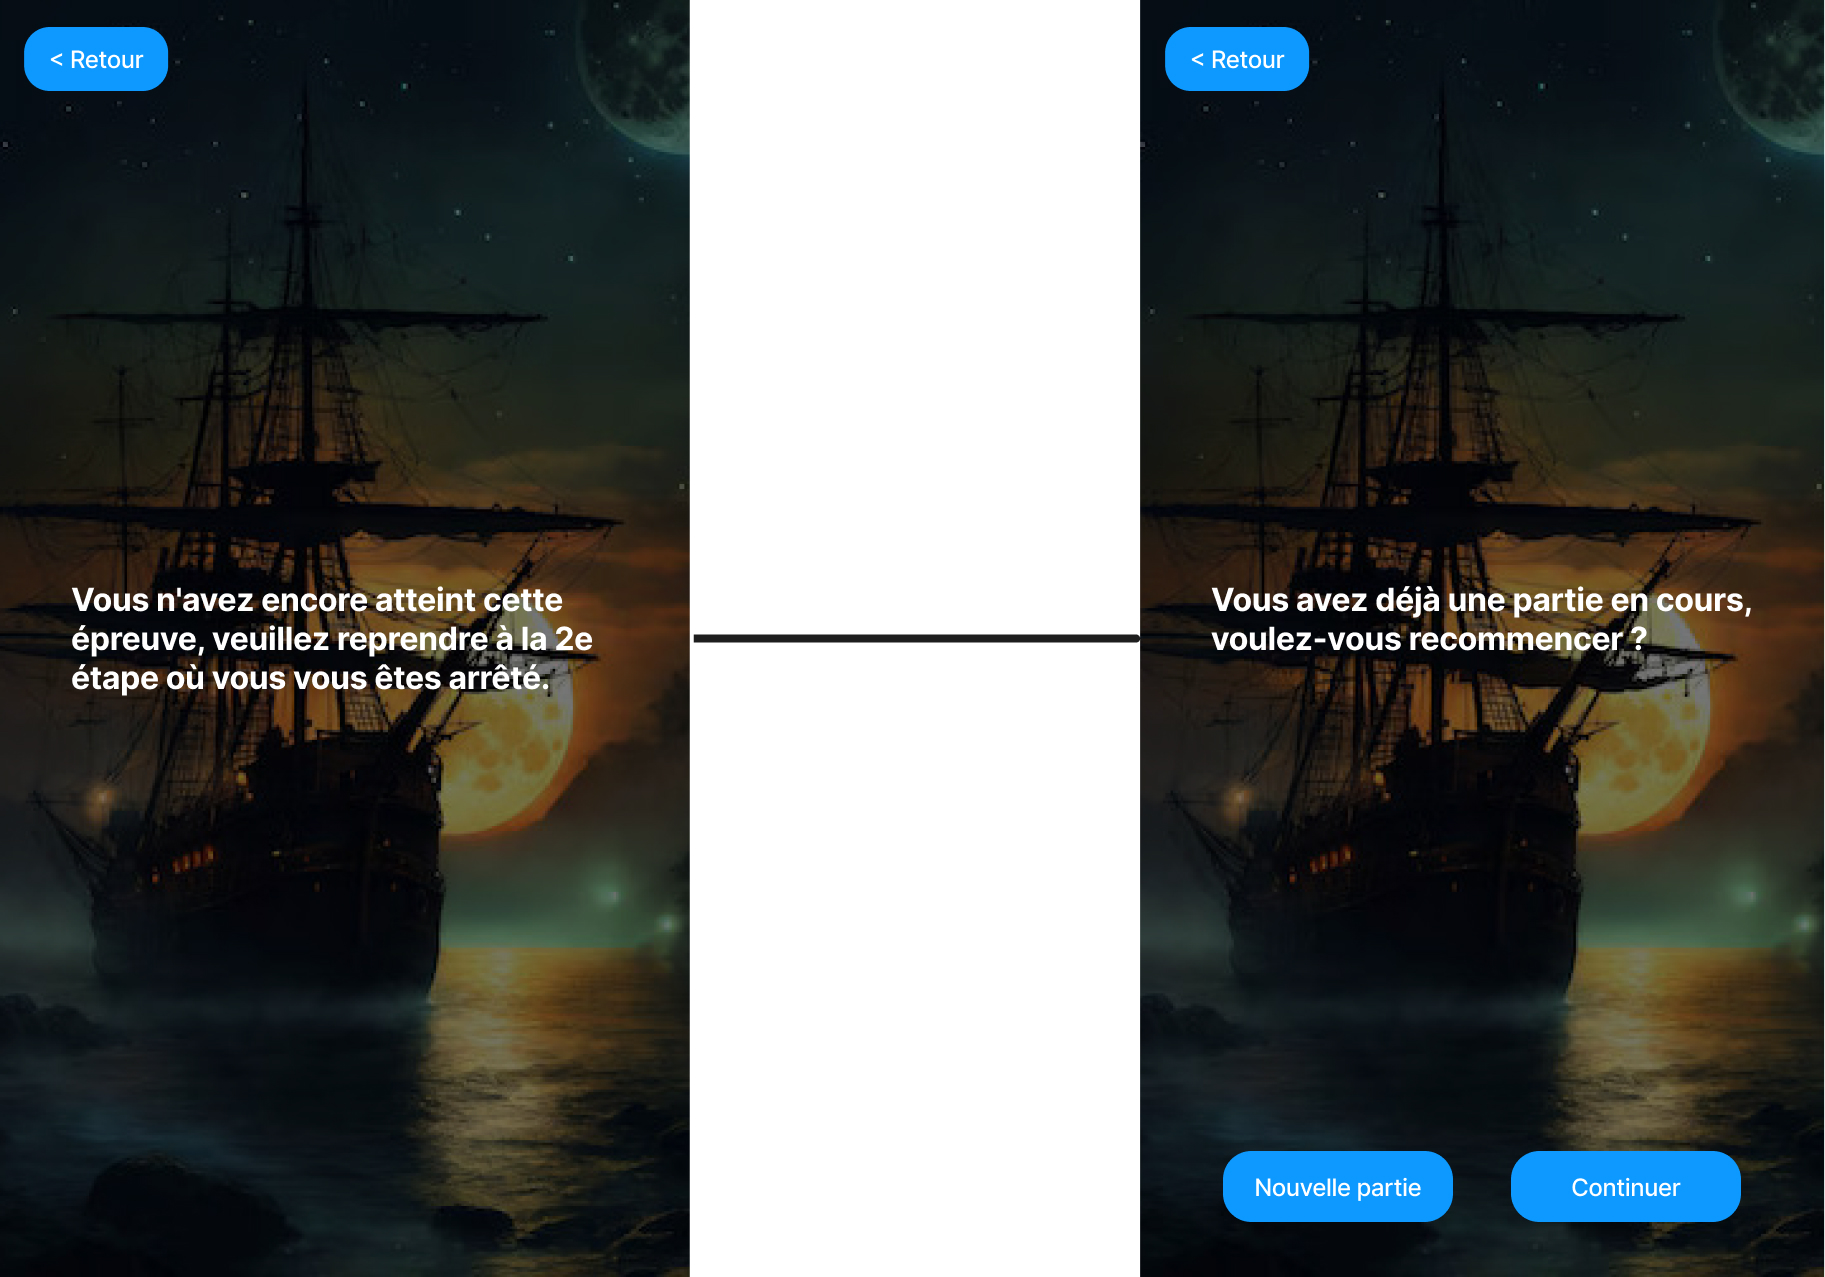 < Retour
Vous n'avez encore atteint cette
épreuve, veuillez reprendre à la 2e
étape où vous vous êtes arrêté.
< Retour
Vous avez déjà une partie en cours,
voulez-vous recommencer ?
Nouvelle partie
Continuer